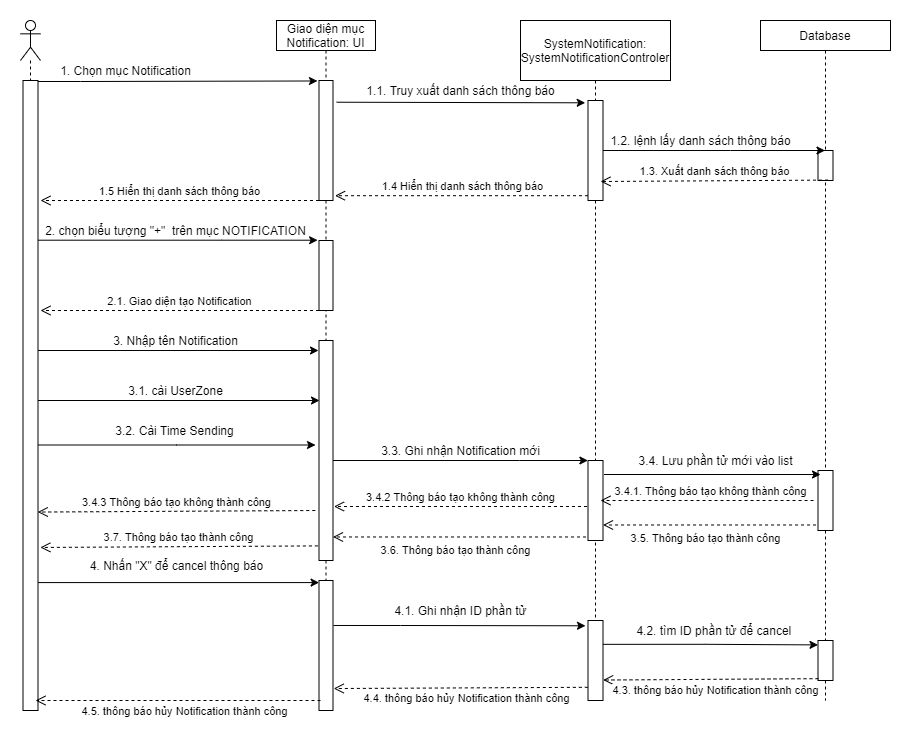 Giao diện mục
Notification: UI
SystemNotification:
SystemNotificationControler
Database
1. Chọn mục Notification
1.1. Truy xuất danh sách thông báo
1.2. lệnh lấy danh sách thông báo
1.3. Xuất danh sách thông báo
1.4 Hiển thị danh sách thông báo
1.5 Hiển thị danh sách thông báo
2. chọn biểu tượng "+" trên mục NOTIFICATION
2.1. Giao diện tạo Notification
3. Nhập tên Notification
3.1. cài UserZone
3.2. Cài Time Sending
3.3. Ghi nhận Notification mới
3.4. Lưu phần tử mới vào list
3.4.1. Thông báo tạo không thành công
3.4.2 Thông báo tạo không thành công
3.4.3 Thông báo tạo không thành công
3.5. Thông báo tạo thành công
3.6. Thông báo tạo thành công
3.7. Thông báo tạo thành công
4. Nhấn "X" để cancel thông báo
4.1. Ghi nhận ID phần tử
4.2. tìm ID phần tử để cancel
4.3. thông báo hủy Notification thành công
4.4. thông báo hủy Notification thành công
4.5. thông báo hủy Notification thành công